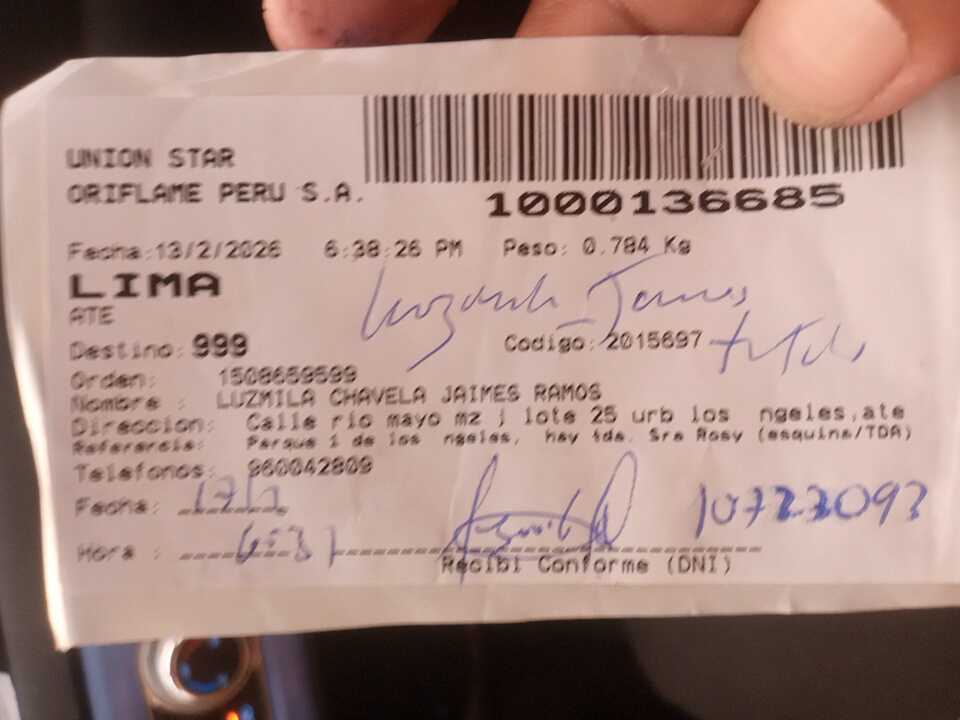 UNION STAR
ORIFLAME PERU S.A.
1000136685
Fecha:13/2/2026 6:38:26 PM Peso: 0.784 Kg
LIMA
ATE
Destino: 999 Codigo: 2015697
Orden: 1508659599
Nombre : LUZMILA CHAVELA JAIMES RAMOS
Direccion: Calle rio mayo mz j lote 25 urb los ngeles,ate
Referencia: Parque 1 de los ngeles, hay tda. Sra Rosy (esquina/TDA)
Telefonos: 960042809
Fecha:
Hora :
Recibi Conforme (DNI)